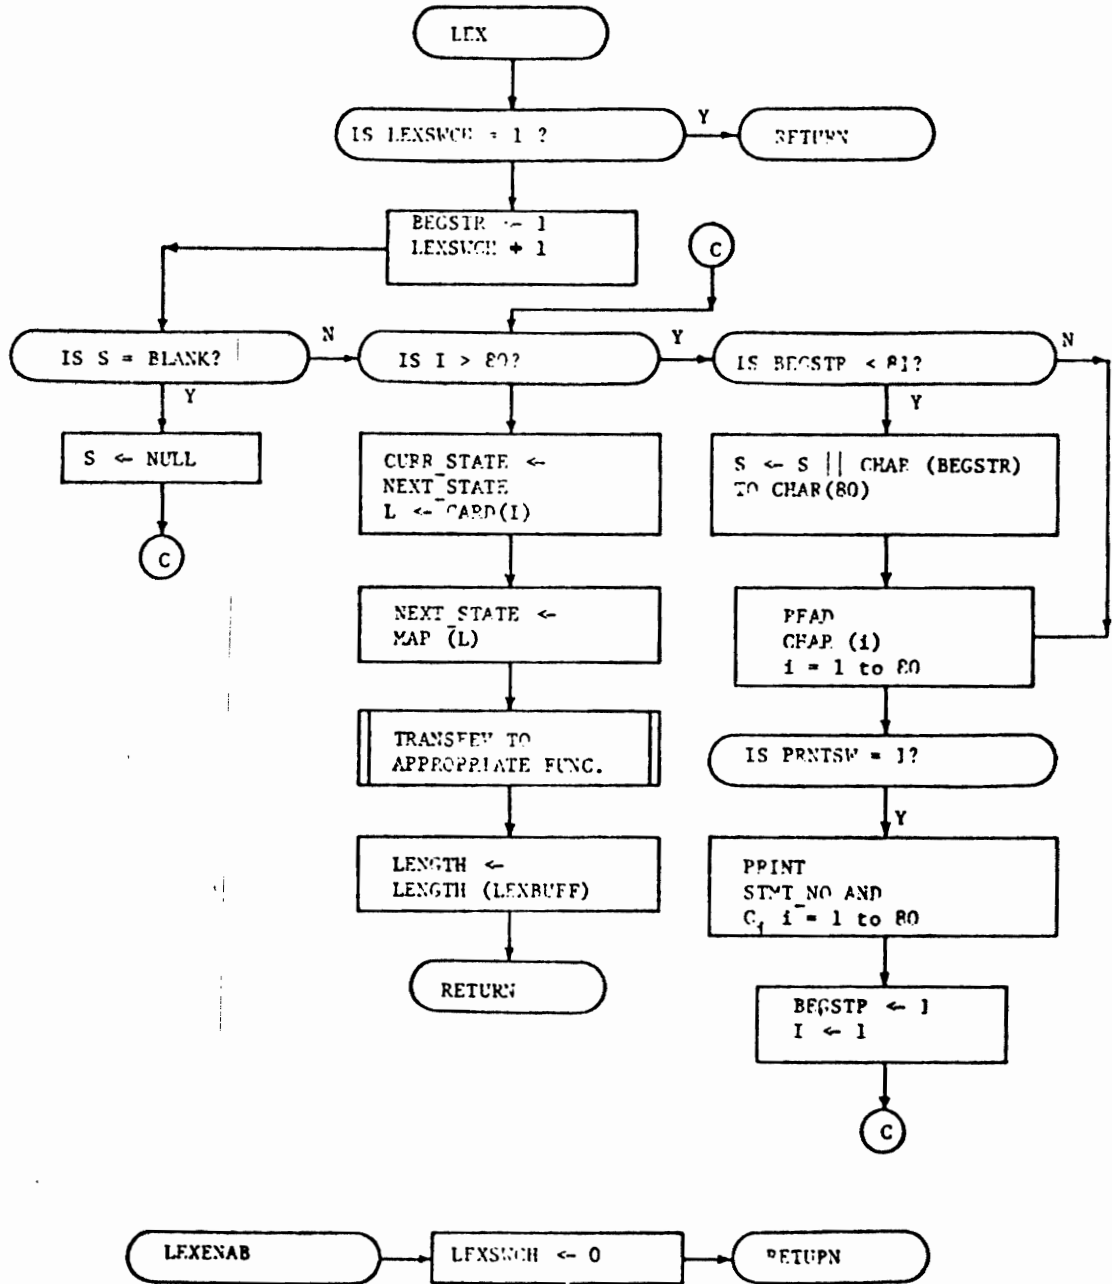 LEX
IS LEXSWCH = 1 ?
Y
RETURN
BEGSTR <- 1
LEXSWCH ← 1
C
IS S = BLANK?
N
IS I > 80?
Y
IS BEGSTR < 81?
N
Y
S <- NULL
C
CURR_STATE <-
NEXT_STATE
L <- CARD(I)
Y
S <- S || CHAR (BEGSTR)
TO CHAR(80)
NEXT_STATE <-
MAP (L)
READ
CHAR (i)
i = 1 to 80
TRANSFER TO
APPROPRIATE FUNC.
IS PRNTSW = 1?
Y
LENGTH <-
LENGTH (LEXBUFF)
PRINT
STMT_NO AND
C_i i = 1 to 80
RETURN
BEGSTR <- 1
I <- 1
C
LEXENAB
LEXSWCH <- 0
RETURN